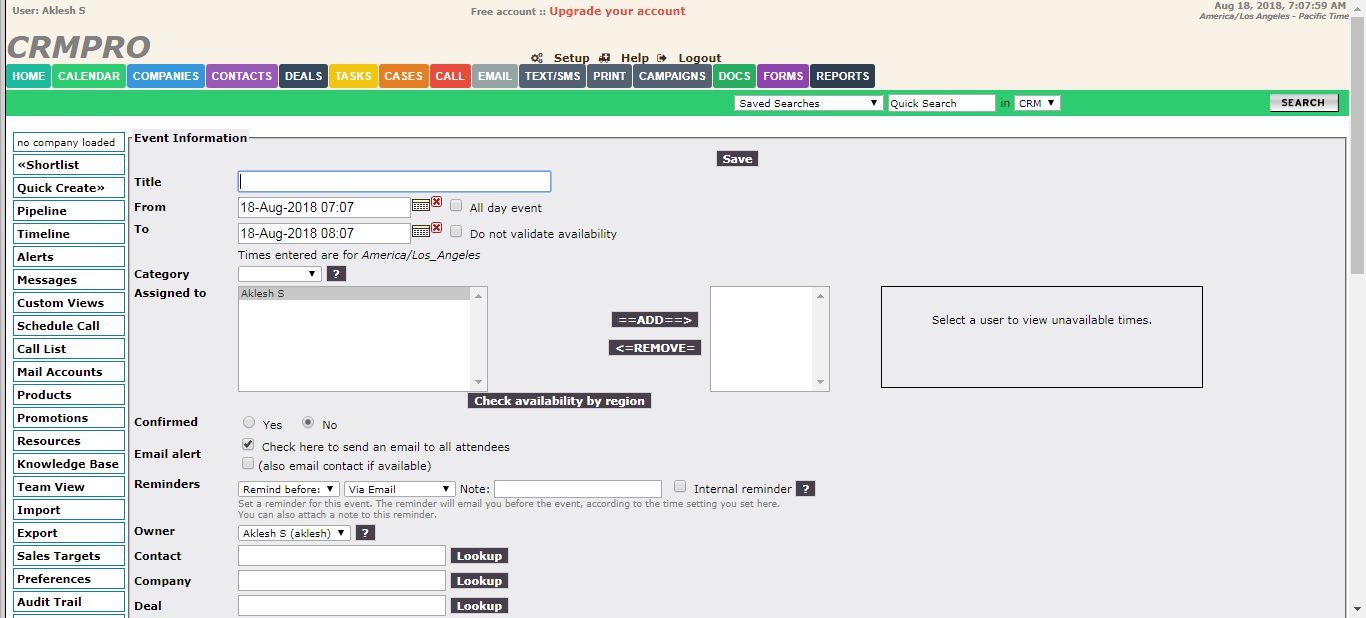 User: Aklesh S
Free account :: Upgrade your account
Aug 18, 2018, 7:07:59 AM
America/Los Angeles - Pacific Time
CRMPRO
Setup Help Logout
HOME CALENDAR COMPANIES CONTACTS DEALS TASKS CASES CALL EMAIL TEXT/SMS PRINT CAMPAIGNS DOCS FORMS REPORTS
Saved Searches Quick Search in CRM SEARCH
no company loaded
«Shortlist
Quick Create»
Pipeline
Timeline
Alerts
Messages
Custom Views
Schedule Call
Call List
Mail Accounts
Products
Promotions
Resources
Knowledge Base
Team View
Import
Export
Sales Targets
Preferences
Audit Trail
Event Information
Save
Title
From 18-Aug-2018 07:07 All day event
To 18-Aug-2018 08:07 Do not validate availability
Times entered are for America/Los_Angeles
Category ?
Assigned to Aklesh S
==ADD==>
<=REMOVE=
Select a user to view unavailable times.
Check availability by region
Confirmed Yes No
Email alert Check here to send an email to all attendees
(also email contact if available)
Reminders Remind before: Via Email Note: Internal reminder ?
Set a reminder for this event. The reminder will email you before the event, according to the time setting you set here.
You can also attach a note to this reminder.
Owner Aklesh S (aklesh) ?
Contact Lookup
Company Lookup
Deal Lookup